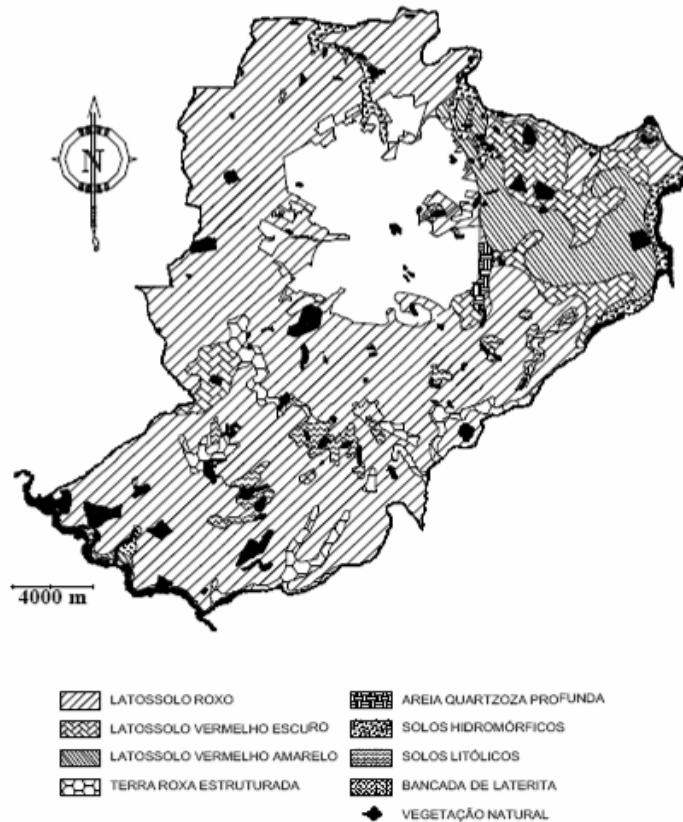 N
4000 m
LATOSSOLO ROXO
LATOSSOLO VERMELHO ESCURO
LATOSSOLO VERMELHO AMARELO
TERRA ROXA ESTRUTURADA
AREIA QUARTZOZA PROFUNDA
SOLOS HIDROMÓRFICOS
SOLOS LITÓLICOS
BANCADA DE LATERITA
VEGETAÇÃO NATURAL